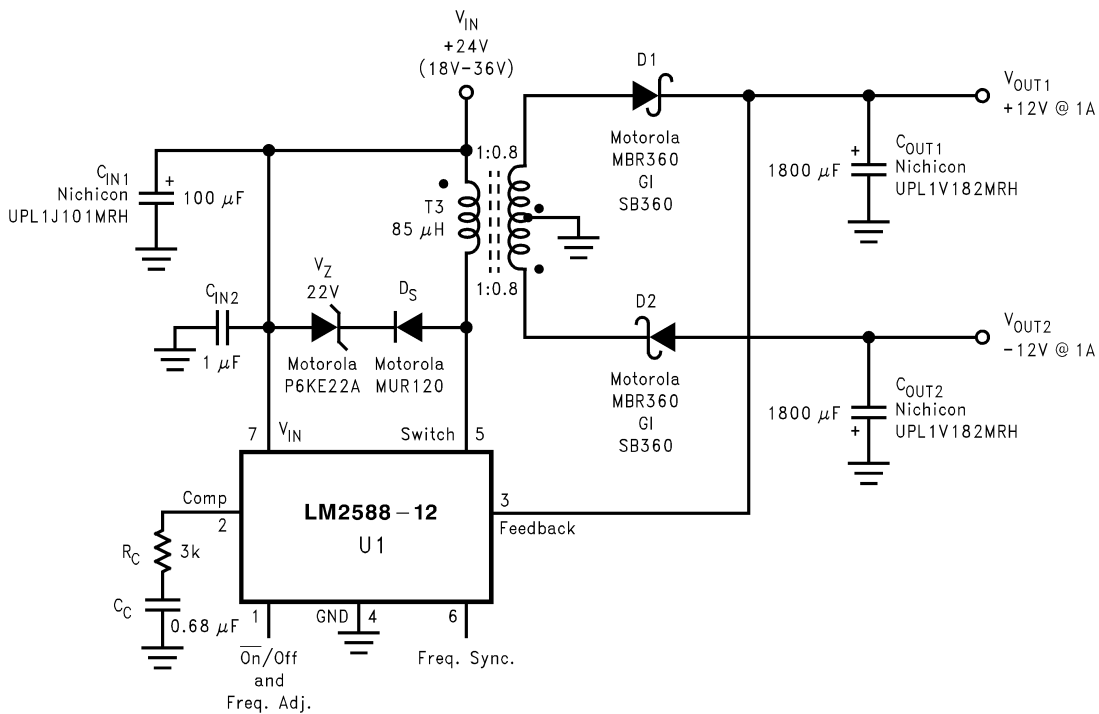 V_IN
+24V
(18V–36V)
D1
V_OUT1
+12V @ 1A
Motorola
MBR360
GI
SB360
C_OUT1
Nichicon
UPL1V182MRH
1800 μF
+
1:0.8
C_IN1
Nichicon
UPL1J101MRH
+
100 μF
T3
85 μH
1:0.8
C_IN2
1 μF
V_Z
22V
D_S
Motorola
P6KE22A
Motorola
MUR120
D2
V_OUT2
-12V @ 1A
Motorola
MBR360
GI
SB360
C_OUT2
Nichicon
UPL1V182MRH
1800 μF
+
7
V_IN
Switch
5
Comp
2
LM2588–12
U1
3
Feedback
R_C
3k
C_C
0.68 μF
1
GND
4
6
O̅n̅/Off
and
Freq. Adj.
Freq. Sync.